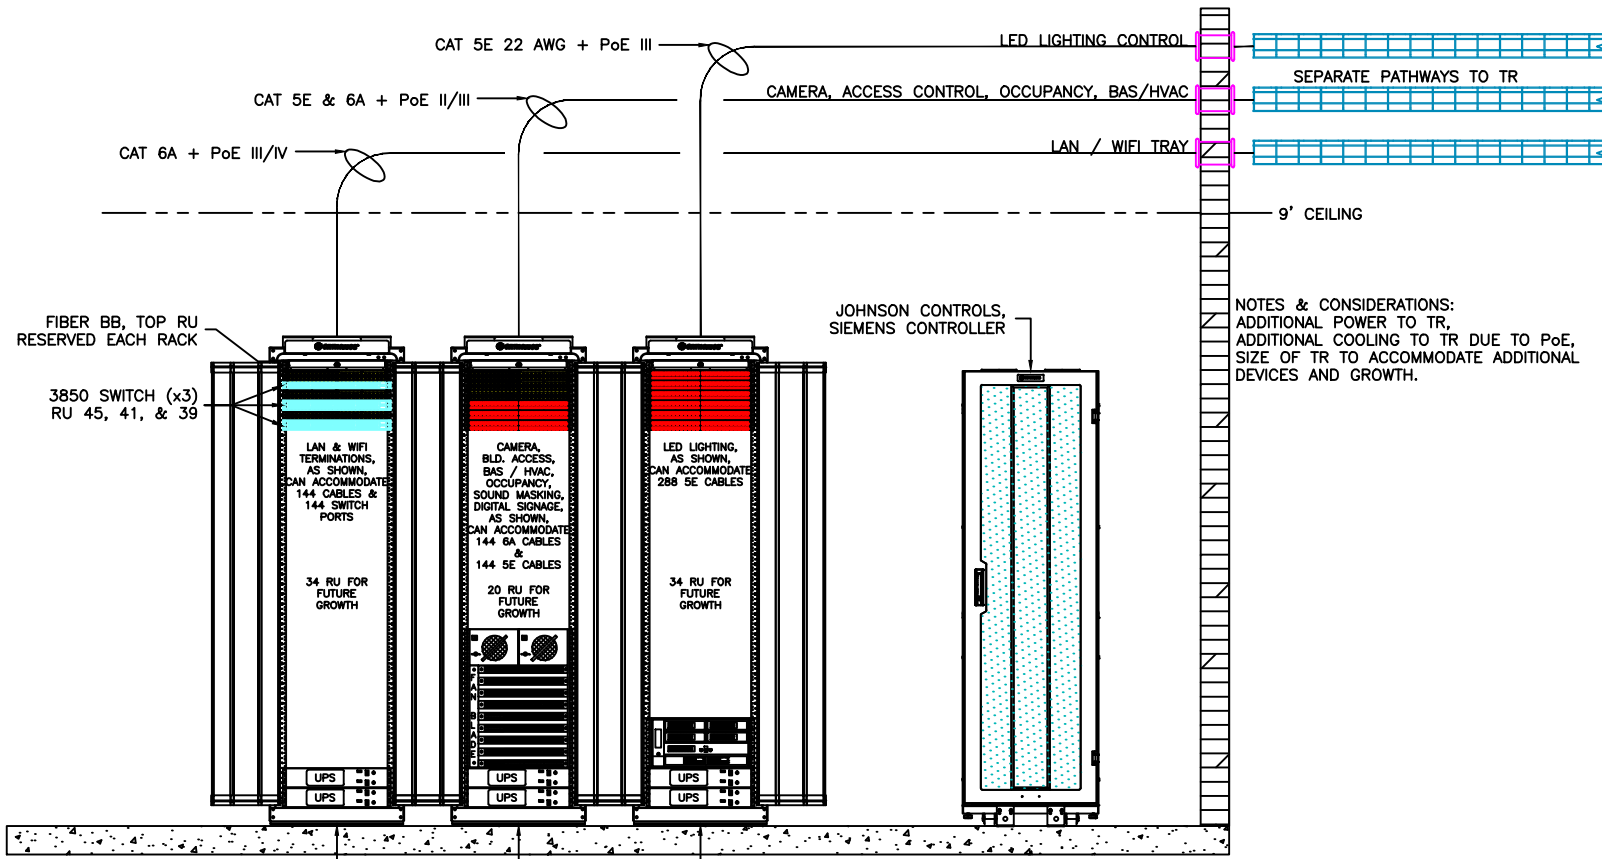 CAT 5E 22 AWG + PoE III
LED LIGHTING CONTROL
SEPARATE PATHWAYS TO TR
CAT 5E & 6A + PoE II/III
CAMERA, ACCESS CONTROL, OCCUPANCY, BAS/HVAC
CAT 6A + PoE III/IV
LAN / WIFI TRAY
9' CEILING
FIBER BB, TOP RU
RESERVED EACH RACK
3850 SWITCH (x3)
RU 45, 41, & 39
JOHNSON CONTROLS,
SIEMENS CONTROLLER
NOTES & CONSIDERATIONS:
ADDITIONAL POWER TO TR,
ADDITIONAL COOLING TO TR DUE TO PoE,
SIZE OF TR TO ACCOMMODATE ADDITIONAL
DEVICES AND GROWTH.
LAN & WIFI
TERMINATIONS,
AS SHOWN,
CAN ACCOMMODATE
144 CABLES &
144 SWITCH
PORTS
34 RU FOR
FUTURE
GROWTH
UPS
UPS
CAMERA,
BLD. ACCESS,
BAS / HVAC,
OCCUPANCY,
SOUND MASKING,
DIGITAL SIGNAGE,
AS SHOWN,
CAN ACCOMMODATE
144 6A CABLES
&
144 5E CABLES
20 RU FOR
FUTURE
GROWTH
FAN BLADE
UPS
UPS
LED LIGHTING,
AS SHOWN,
CAN ACCOMMODATE
288 5E CABLES
34 RU FOR
FUTURE
GROWTH
UPS
UPS